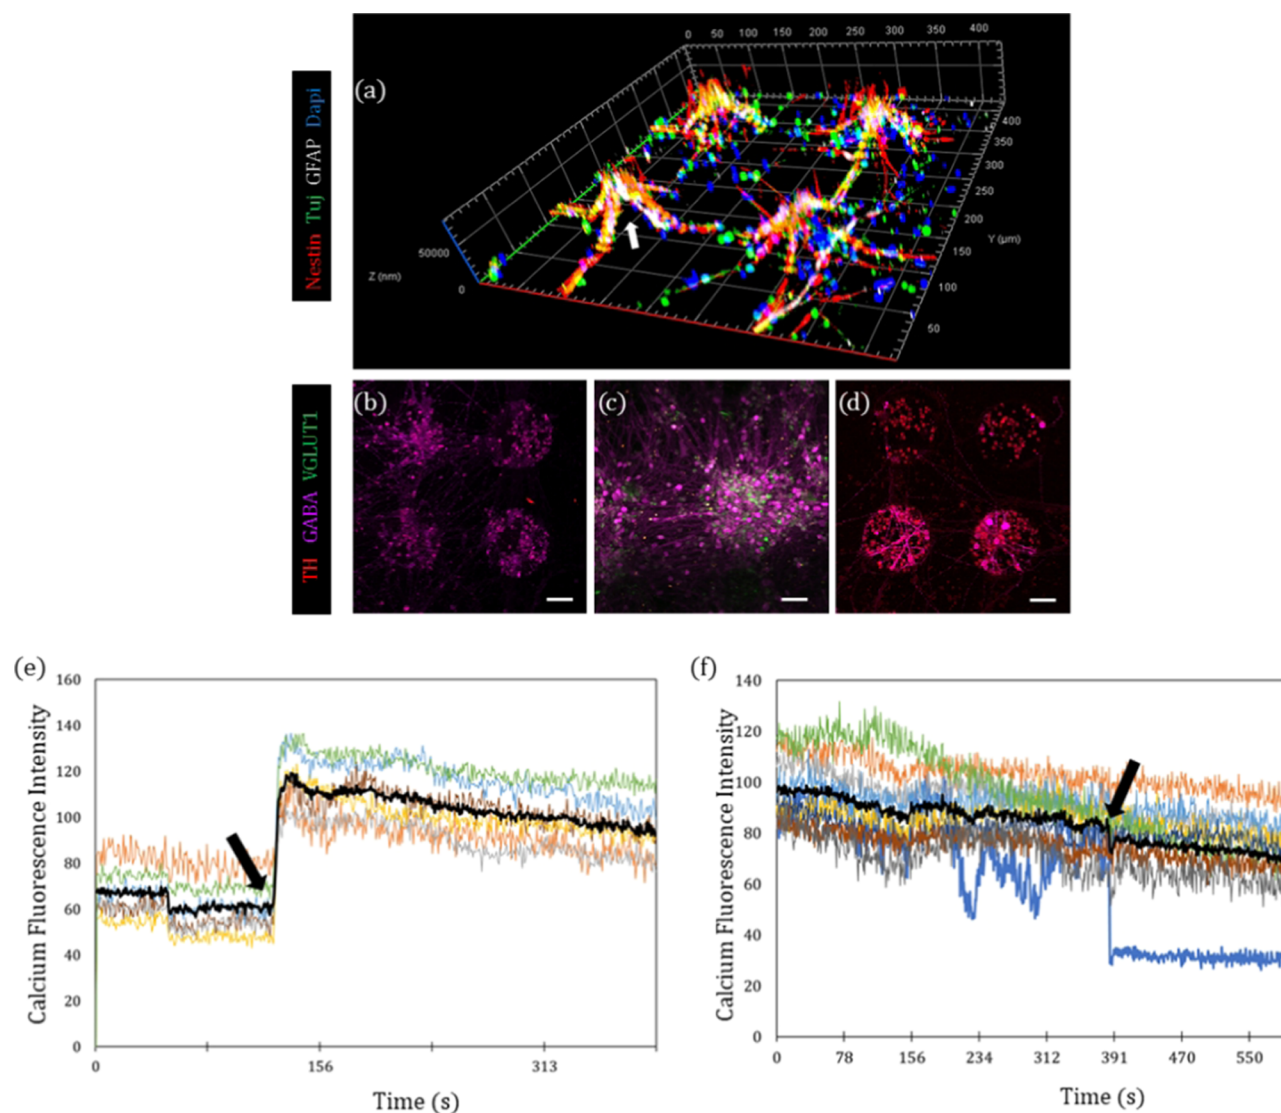 Nestin Tuj GFAP Dapi
(a)
0 50 100 150 200 250 300 350 400
400
350
300
250
200
Y (µm)
150
100
50
50000
Z (nm)
0
TH GABA VGLUT1
(b)
(c)
(d)
(e)
Calcium Fluorescence Intensity
160
140
120
100
80
60
40
20
0
0 156 313
Time (s)
(f)
Calcium Fluorescence Intensity
140
120
100
80
60
40
20
0
0 78 156 234 312 391 470 550
Time (s)